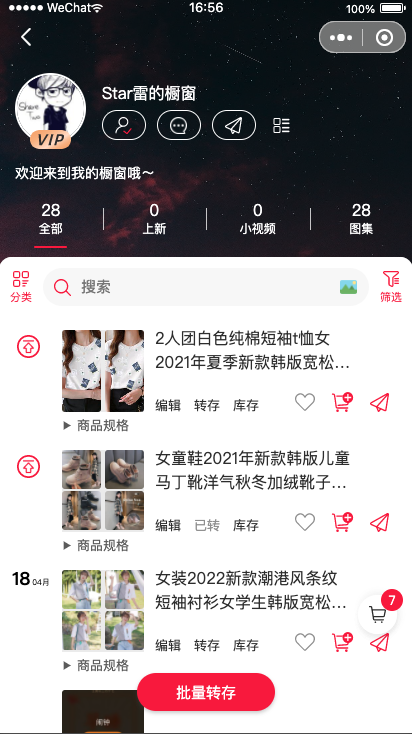 WeChat
16:56
100%
Star雷的橱窗
Share
Two
VIP
欢迎来到我的橱窗哦～
28
全部
0
上新
0
小视频
28
图集
分类
搜索
筛选
2人团白色纯棉短袖t恤女
2021年夏季新款韩版宽松...
编辑 转存 库存
商品规格
女童鞋2021年新款韩版儿童
马丁靴洋气秋冬加绒靴子...
编辑 已转 库存
商品规格
18 04月
女装2022新款潮港风条纹
短袖衬衫女学生韩版宽松...
7
编辑 转存 库存
商品规格
批量转存
闹钟